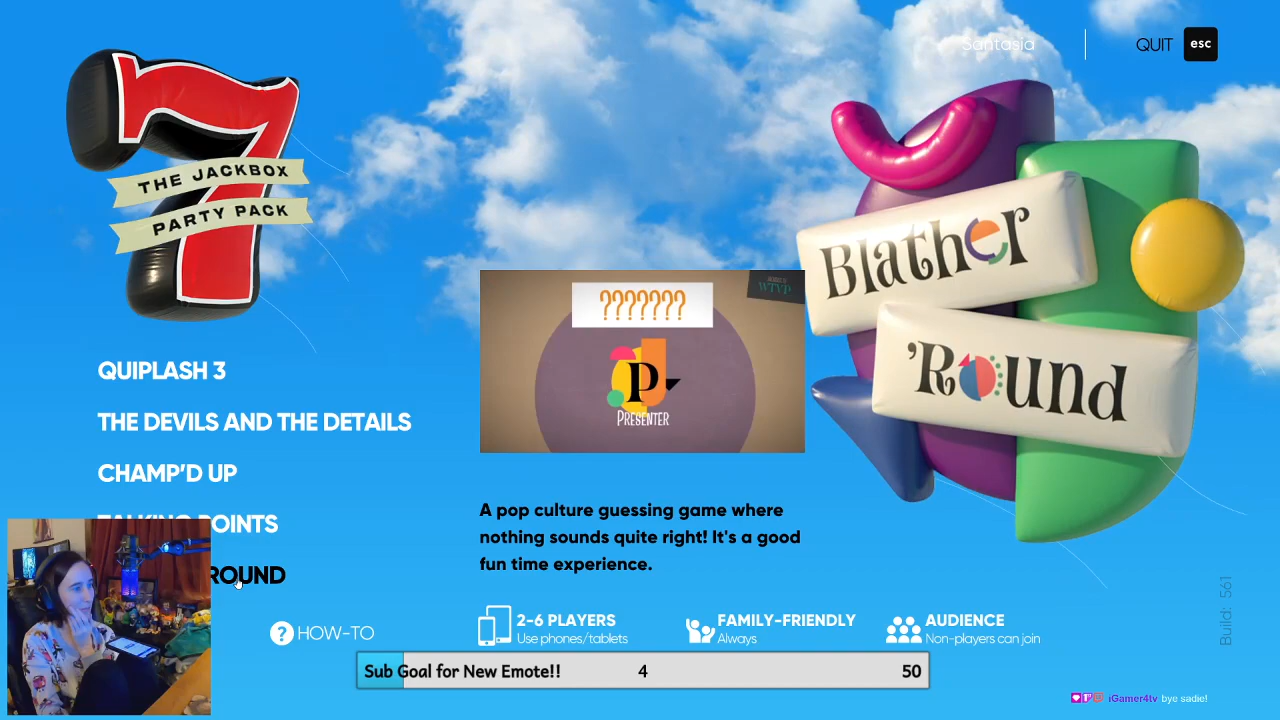 Santasia
QUIT esc
THE JACKBOX
PARTY PACK
Blather
'Round
???????
WTVP
P
PRESENTER
QUIPLASH 3
THE DEVILS AND THE DETAILS
CHAMP'D UP
POINTS
ROUND
A pop culture guessing game where
nothing sounds quite right! It's a good
fun time experience.
? HOW-TO
2-6 PLAYERS
Use phones/tablets
FAMILY-FRIENDLY
Always
AUDIENCE
Non-players can join
Build: 561
Sub Goal for New Emote!! 4 50
iGamer4tv bye sadie!